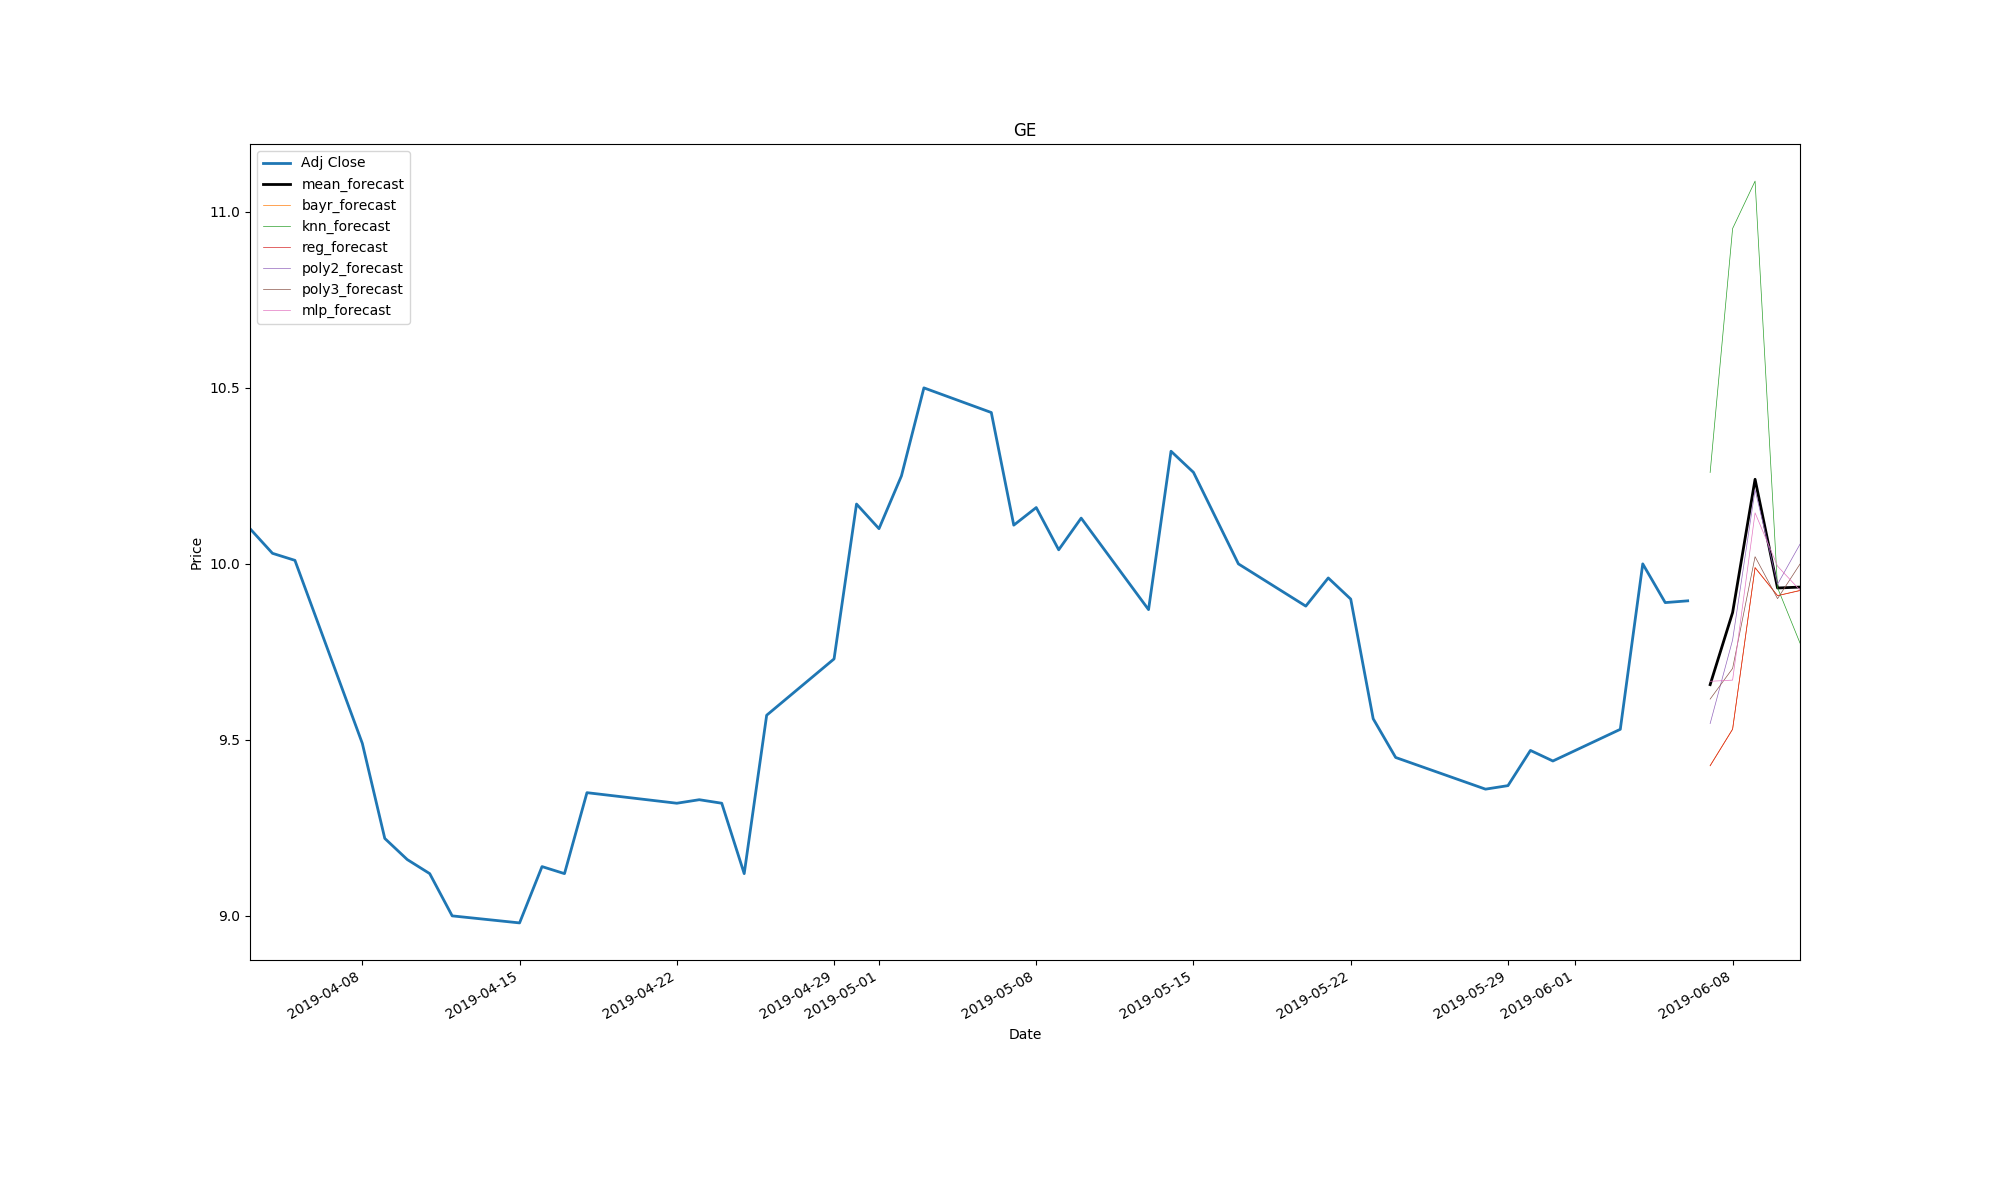 GE
Adj Close
mean_forecast
bayr_forecast
knn_forecast
reg_forecast
poly2_forecast
poly3_forecast
mlp_forecast
11.0
10.5
10.0
9.5
9.0
Price
2019-04-08
2019-04-15
2019-04-22
2019-04-29
2019-05-01
2019-05-08
2019-05-15
2019-05-22
2019-05-29
2019-06-01
2019-06-08
Date